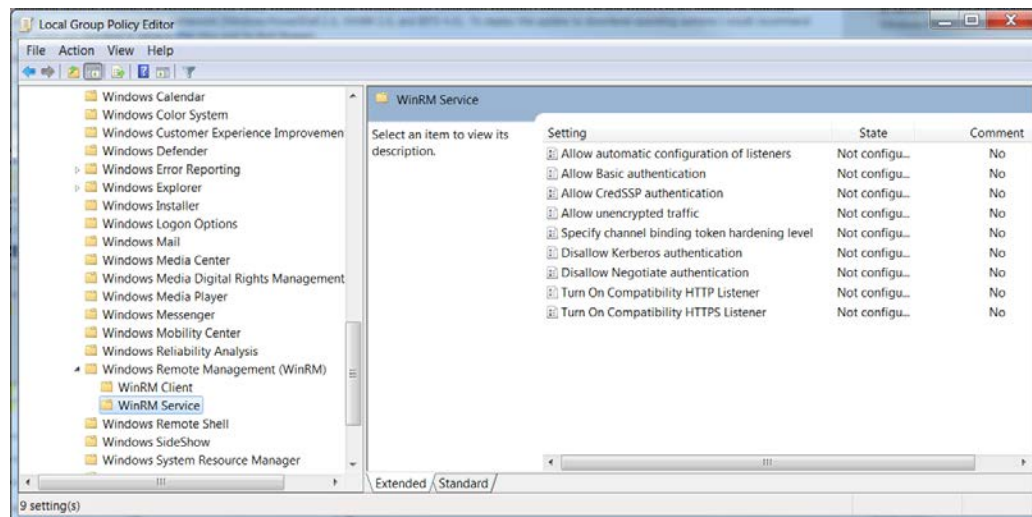 Local Group Policy Editor
File Action View Help
Windows Calendar
Windows Color System
Windows Customer Experience Improvemen
Windows Defender
Windows Error Reporting
Windows Explorer
Windows Installer
Windows Logon Options
Windows Mail
Windows Media Center
Windows Media Digital Rights Management
Windows Media Player
Windows Messenger
Windows Mobility Center
Windows Reliability Analysis
Windows Remote Management (WinRM)
WinRM Client
WinRM Service
Windows Remote Shell
Windows SideShow
Windows System Resource Manager
WinRM Service
Select an item to view its
description.
Setting State Comment
Allow automatic configuration of listeners Not configu... No
Allow Basic authentication Not configu... No
Allow CredSSP authentication Not configu... No
Allow unencrypted traffic Not configu... No
Specify channel binding token hardening level Not configu... No
Disallow Kerberos authentication Not configu... No
Disallow Negotiate authentication Not configu... No
Turn On Compatibility HTTP Listener Not configu... No
Turn On Compatibility HTTPS Listener Not configu... No
Extended Standard
9 setting(s)